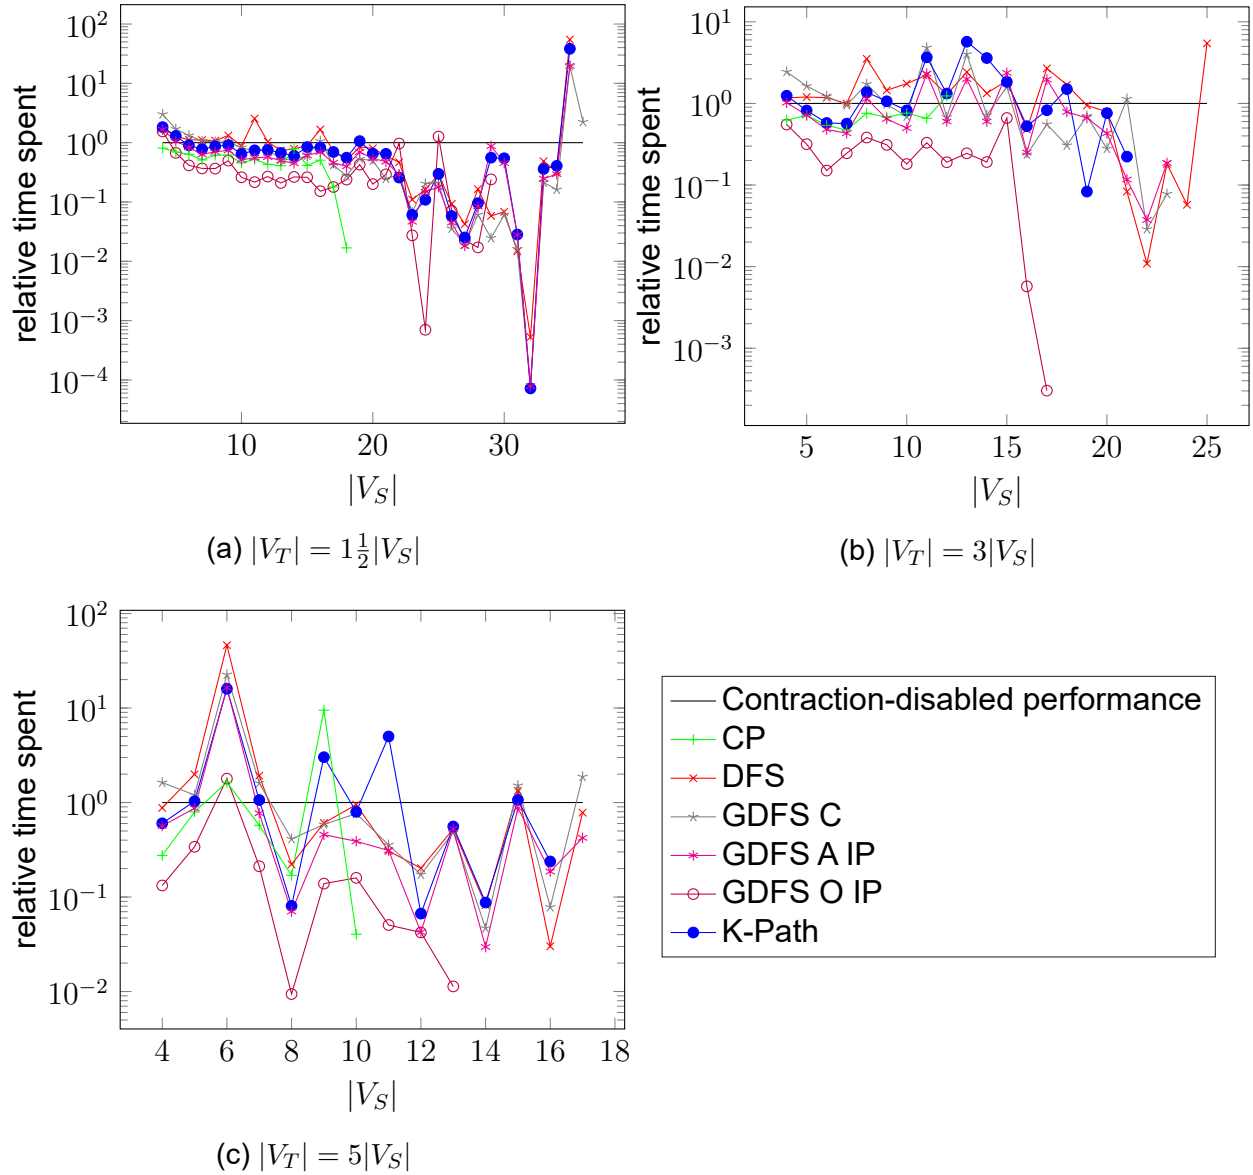 relative time spent
10^2
10^1
10^0
10^{-1}
10^{-2}
10^{-3}
10^{-4}
10 20 30
|V_S|
(a) |V_T| = 1\frac{1}{2}|V_S|
relative time spent
10^1
10^0
10^{-1}
10^{-2}
10^{-3}
5 10 15 20 25
|V_S|
(b) |V_T| = 3|V_S|
relative time spent
10^2
10^1
10^0
10^{-1}
10^{-2}
4 6 8 10 12 14 16 18
|V_S|
(c) |V_T| = 5|V_S|
Contraction-disabled performance
CP
DFS
GDFS C
GDFS A IP
GDFS O IP
K-Path